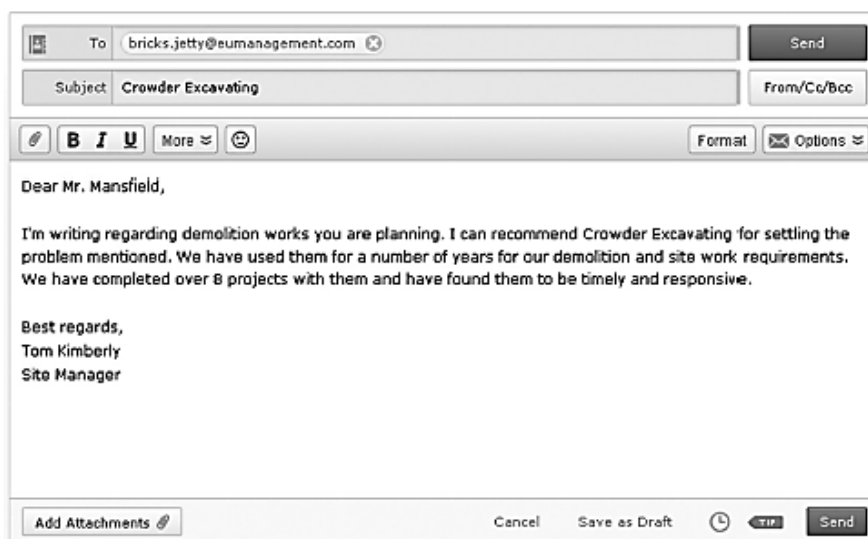 To bricks.jetty@eumanagement.com Send
Subject Crowder Excavating From/Cc/Bcc
B I U More Format Options
Dear Mr. Mansfield,
I'm writing regarding demolition works you are planning. I can recommend Crowder Excavating for settling the
problem mentioned. We have used them for a number of years for our demolition and site work requirements.
We have completed over 8 projects with them and have found them to be timely and responsive.
Best regards,
Tom Kimberly
Site Manager
Add Attachments Cancel Save as Draft TIP Send